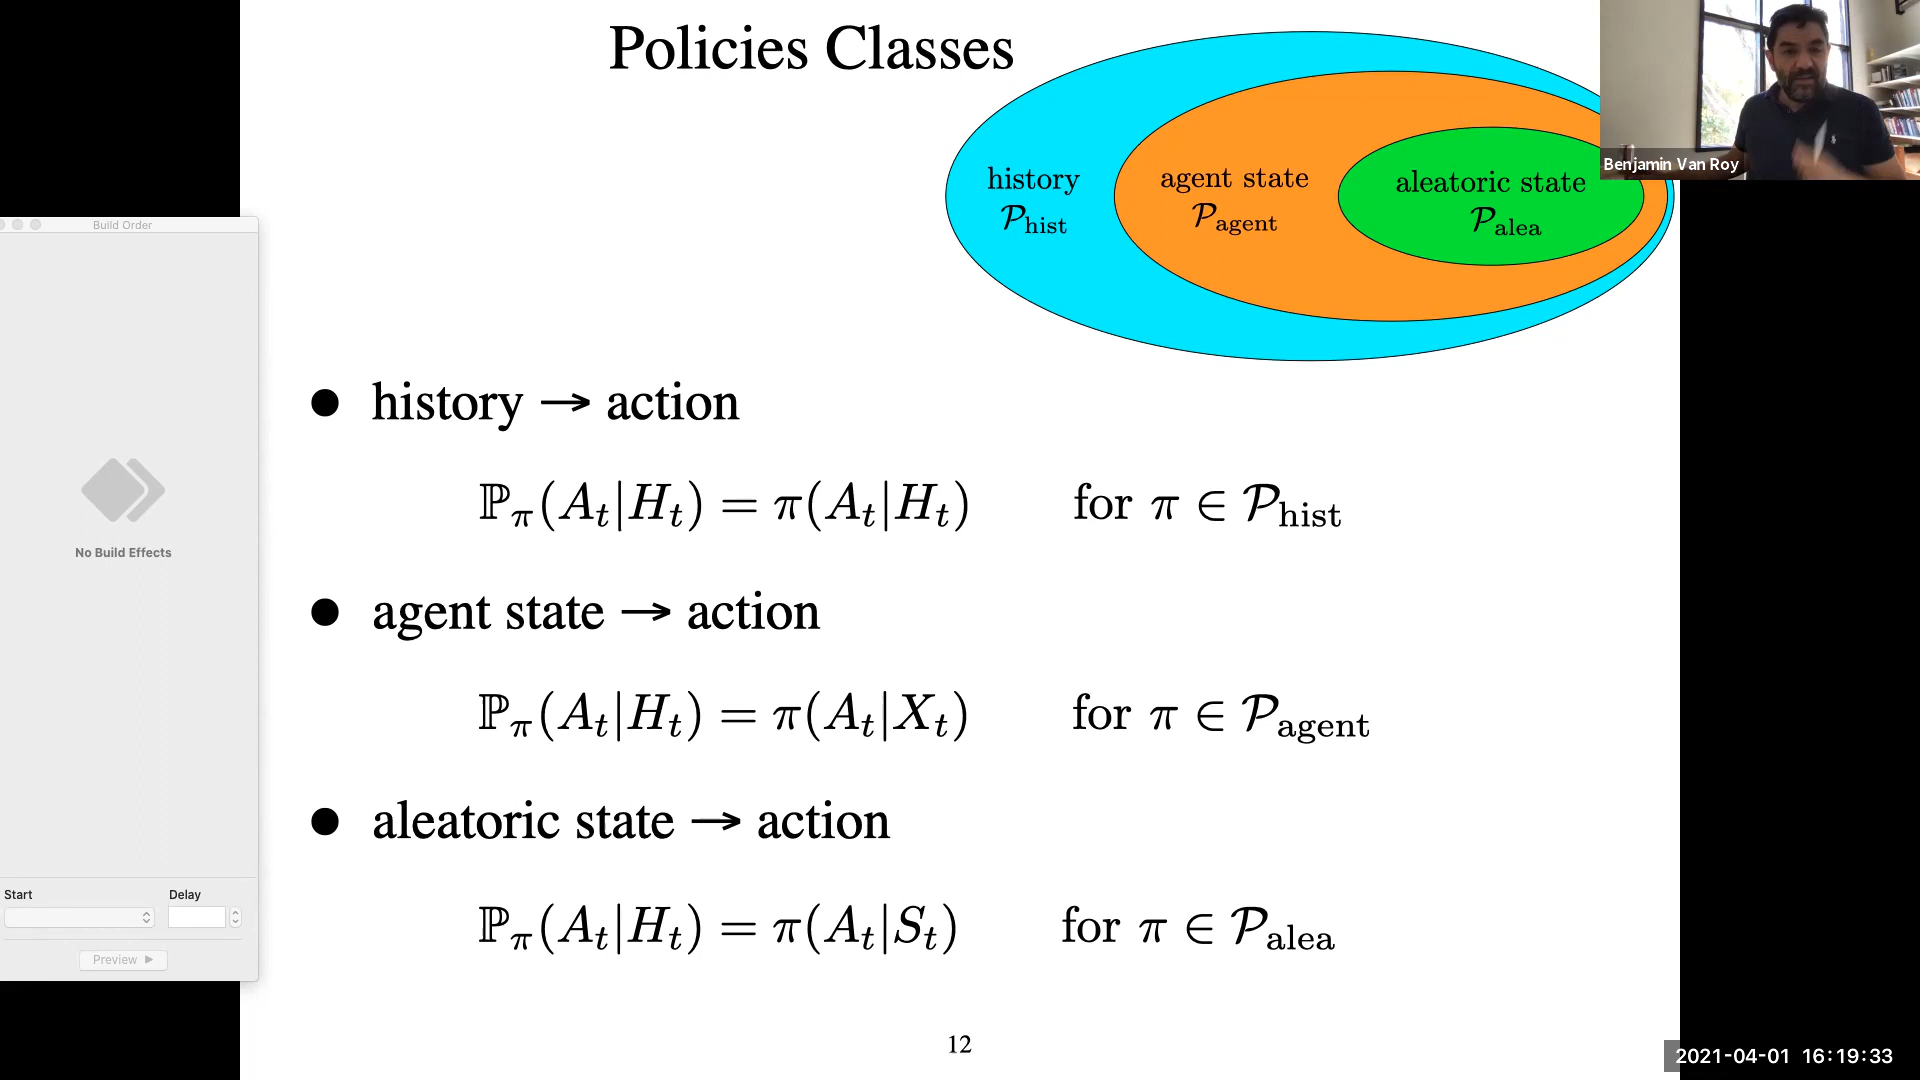 Policies Classes
history
𝒫hist
agent state
𝒫agent
aleatoric state
𝒫alea
Benjamin Van Roy
Build Order
No Build Effects
Start
Delay
Preview ▶
● history → action
ℙπ(At|Ht) = π(At|Ht) for π ∈ 𝒫hist
● agent state → action
ℙπ(At|Ht) = π(At|Xt) for π ∈ 𝒫agent
● aleatoric state → action
ℙπ(At|Ht) = π(At|St) for π ∈ 𝒫alea
12
2021-04-01 16:19:33